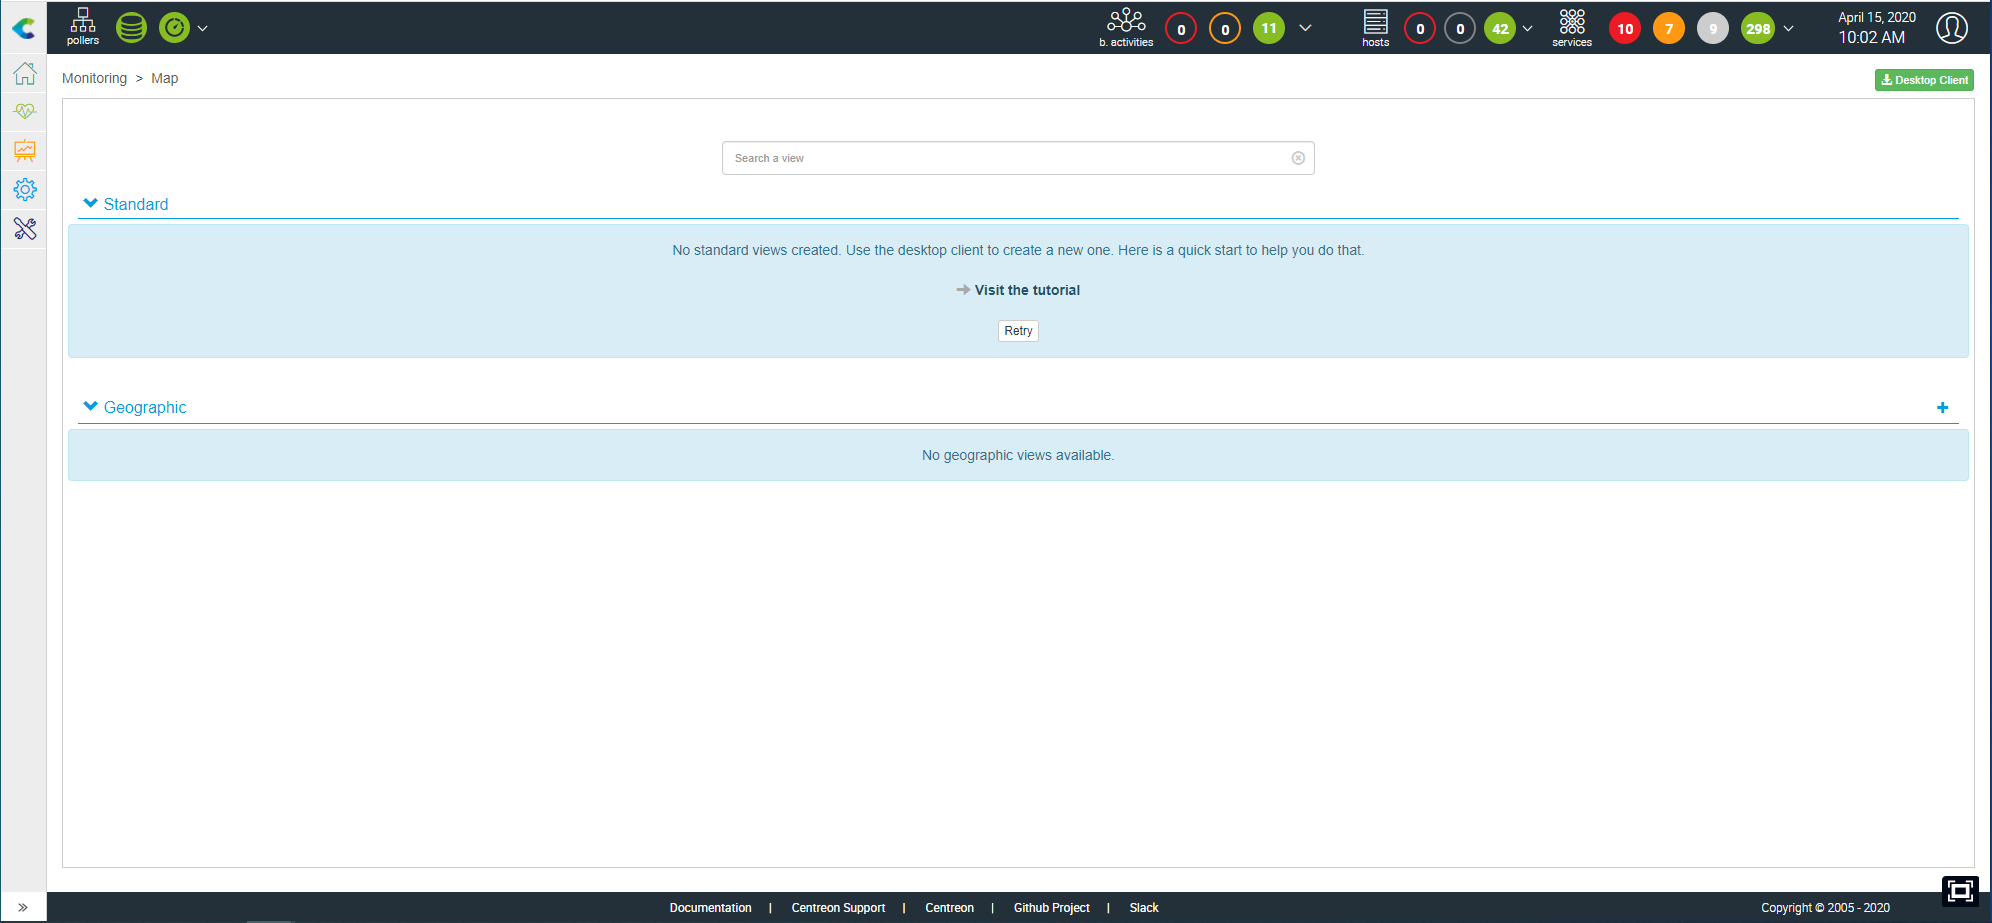 pollers
b. activities
0
0
11
hosts
0
0
42
services
10
7
9
298
April 15, 2020
10:02 AM
Monitoring > Map
Desktop Client
Search a view
Standard
No standard views created. Use the desktop client to create a new one. Here is a quick start to help you do that.
Visit the tutorial
Retry
Geographic
No geographic views available.
Documentation | Centreon Support | Centreon | Github Project | Slack
Copyright © 2005 - 2020